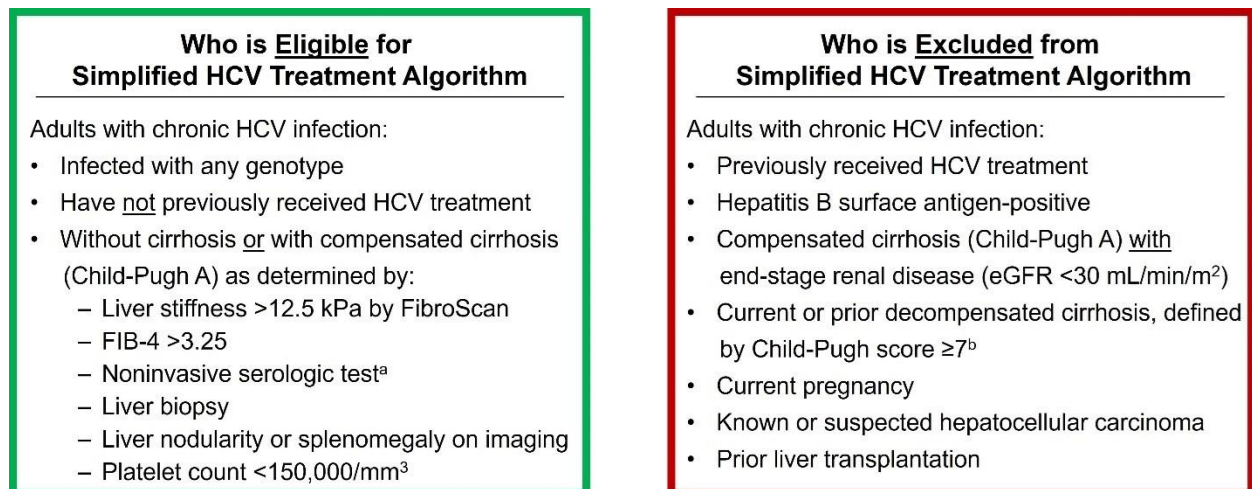 Who is Eligible for
Simplified HCV Treatment Algorithm
Adults with chronic HCV infection:
• Infected with any genotype
• Have not previously received HCV treatment
• Without cirrhosis or with compensated cirrhosis
(Child-Pugh A) as determined by:
– Liver stiffness >12.5 kPa by FibroScan
– FIB-4 >3.25
– Noninvasive serologic testᵃ
– Liver biopsy
– Liver nodularity or splenomegaly on imaging
– Platelet count <150,000/mm³
Who is Excluded from
Simplified HCV Treatment Algorithm
Adults with chronic HCV infection:
• Previously received HCV treatment
• Hepatitis B surface antigen-positive
• Compensated cirrhosis (Child-Pugh A) with
end-stage renal disease (eGFR <30 mL/min/m²)
• Current or prior decompensated cirrhosis, defined
by Child-Pugh score ≥7ᵇ
• Current pregnancy
• Known or suspected hepatocellular carcinoma
• Prior liver transplantation